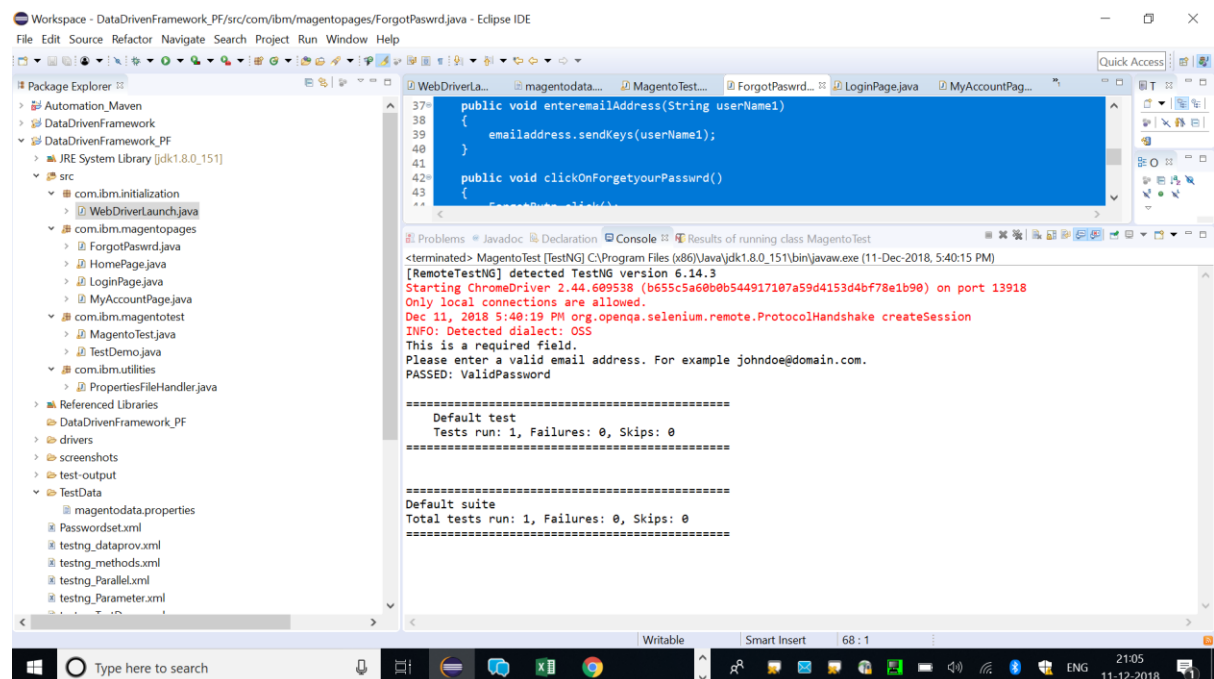 Workspace - DataDrivenFramework_PF/src/com/ibm/magentopages/ForgotPaswrd.java - Eclipse IDE
File Edit Source Refactor Navigate Search Project Run Window Help
Quick Access
Package Explorer
Automation_Maven
DataDrivenFramework
DataDrivenFramework_PF
JRE System Library [jdk1.8.0_151]
src
com.ibm.initialization
WebDriverLaunch.java
com.ibm.magentopages
ForgotPaswrd.java
HomePage.java
LoginPage.java
MyAccountPage.java
com.ibm.magentotest
MagentoTest.java
TestDemo.java
com.ibm.utilities
PropertiesFileHandler.java
Referenced Libraries
DataDrivenFramework_PF
drivers
screenshots
test-output
TestData
magentodata.properties
Passwordset.xml
testng_dataprov.xml
testng_methods.xml
testng_Parallel.xml
testng_Parameter.xml
WebDriverLa... magentodata.... MagentoTest.... ForgotPaswrd... LoginPage.java MyAccountPag...
37 public void enteremailAddress(String userName1)
38 {
39 emailaddress.sendKeys(userName1);
40 }
41
42 public void clickOnForgetyourPasswrd()
43 {
T
O
Problems Javadoc Declaration Console Results of running class MagentoTest
<terminated> MagentoTest [TestNG] C:\Program Files (x86)\Java\jdk1.8.0_151\bin\javaw.exe (11-Dec-2018, 5:40:15 PM)
[RemoteTestNG] detected TestNG version 6.14.3
Starting ChromeDriver 2.44.609538 (b655c5a60b0b544917107a59d4153d4bf78e1b90) on port 13918
Only local connections are allowed.
Dec 11, 2018 5:40:19 PM org.openqa.selenium.remote.ProtocolHandshake createSession
INFO: Detected dialect: OSS
This is a required field.
Please enter a valid email address. For example johndoe@domain.com.
PASSED: ValidPassword
===============================================
Default test
Tests run: 1, Failures: 0, Skips: 0
===============================================
===============================================
Default suite
Total tests run: 1, Failures: 0, Skips: 0
===============================================
Writable Smart Insert 68 : 1
Type here to search
ENG
21:05
11-12-2018
1